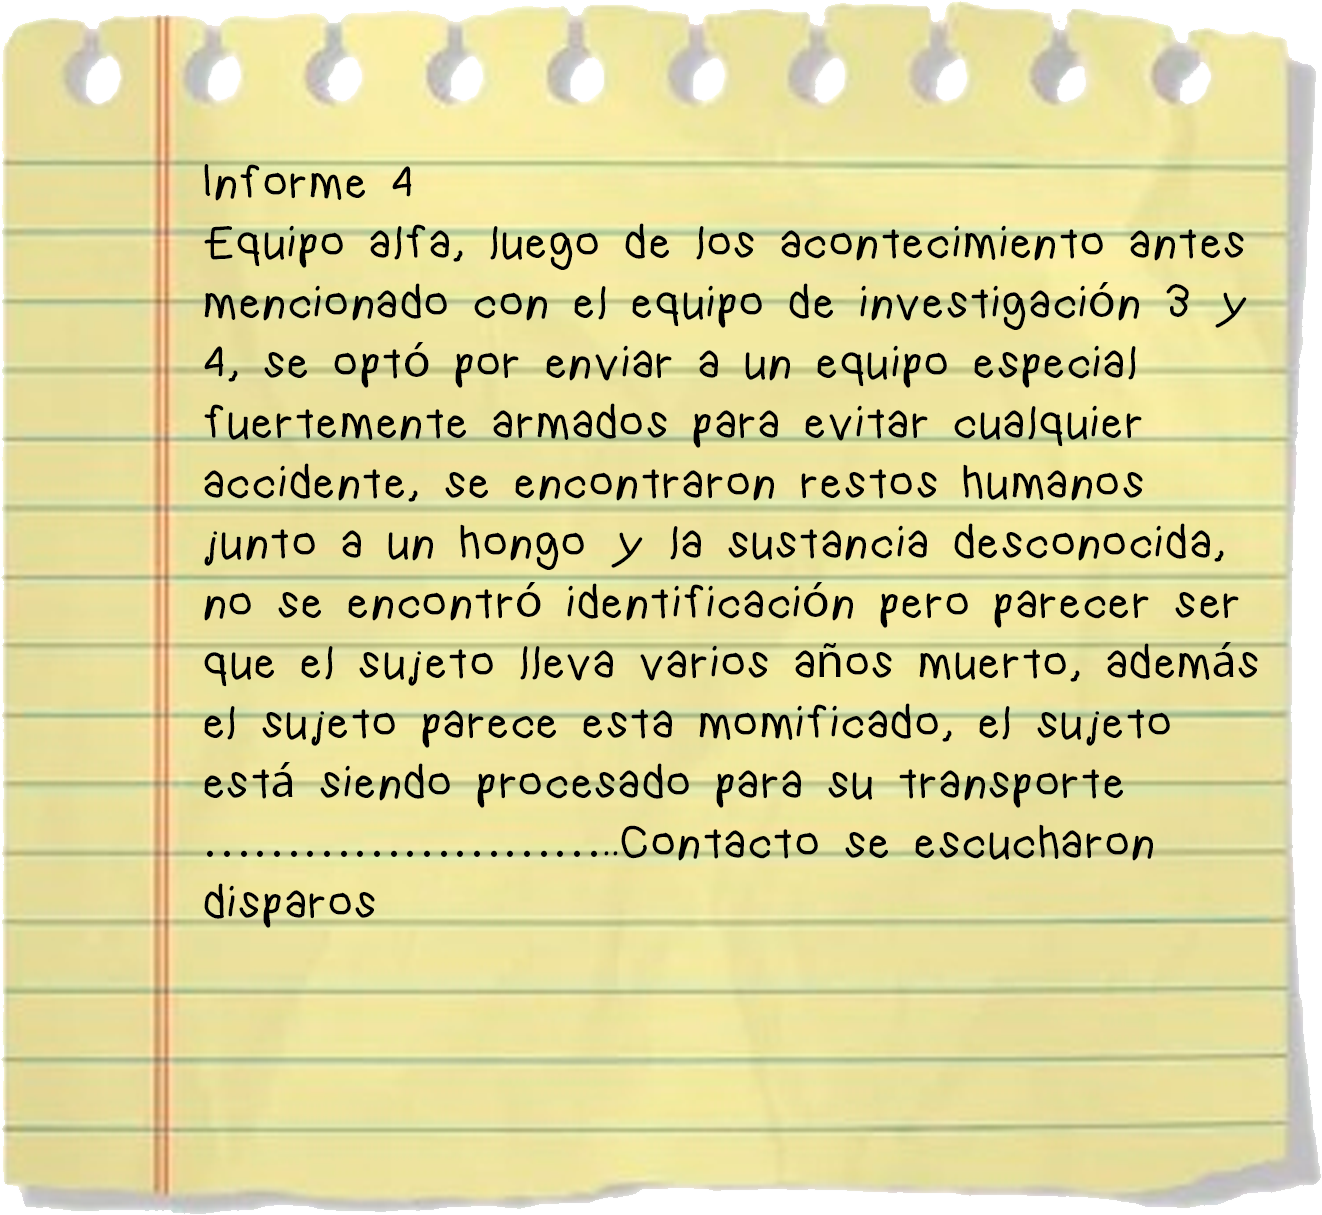 Informe 4
Equipo alfa, luego de los acontecimiento antes
mencionado con el equipo de investigación 3 y
4, se optó por enviar a un equipo especial
fuertemente armados para evitar cualquier
accidente, se encontraron restos humanos
junto a un hongo y la sustancia desconocida,
no se encontró identificación pero parecer ser
que el sujeto lleva varios años muerto, además
el sujeto parece esta momificado, el sujeto
está siendo procesado para su transporte
............................Contacto se escucharon
disparos